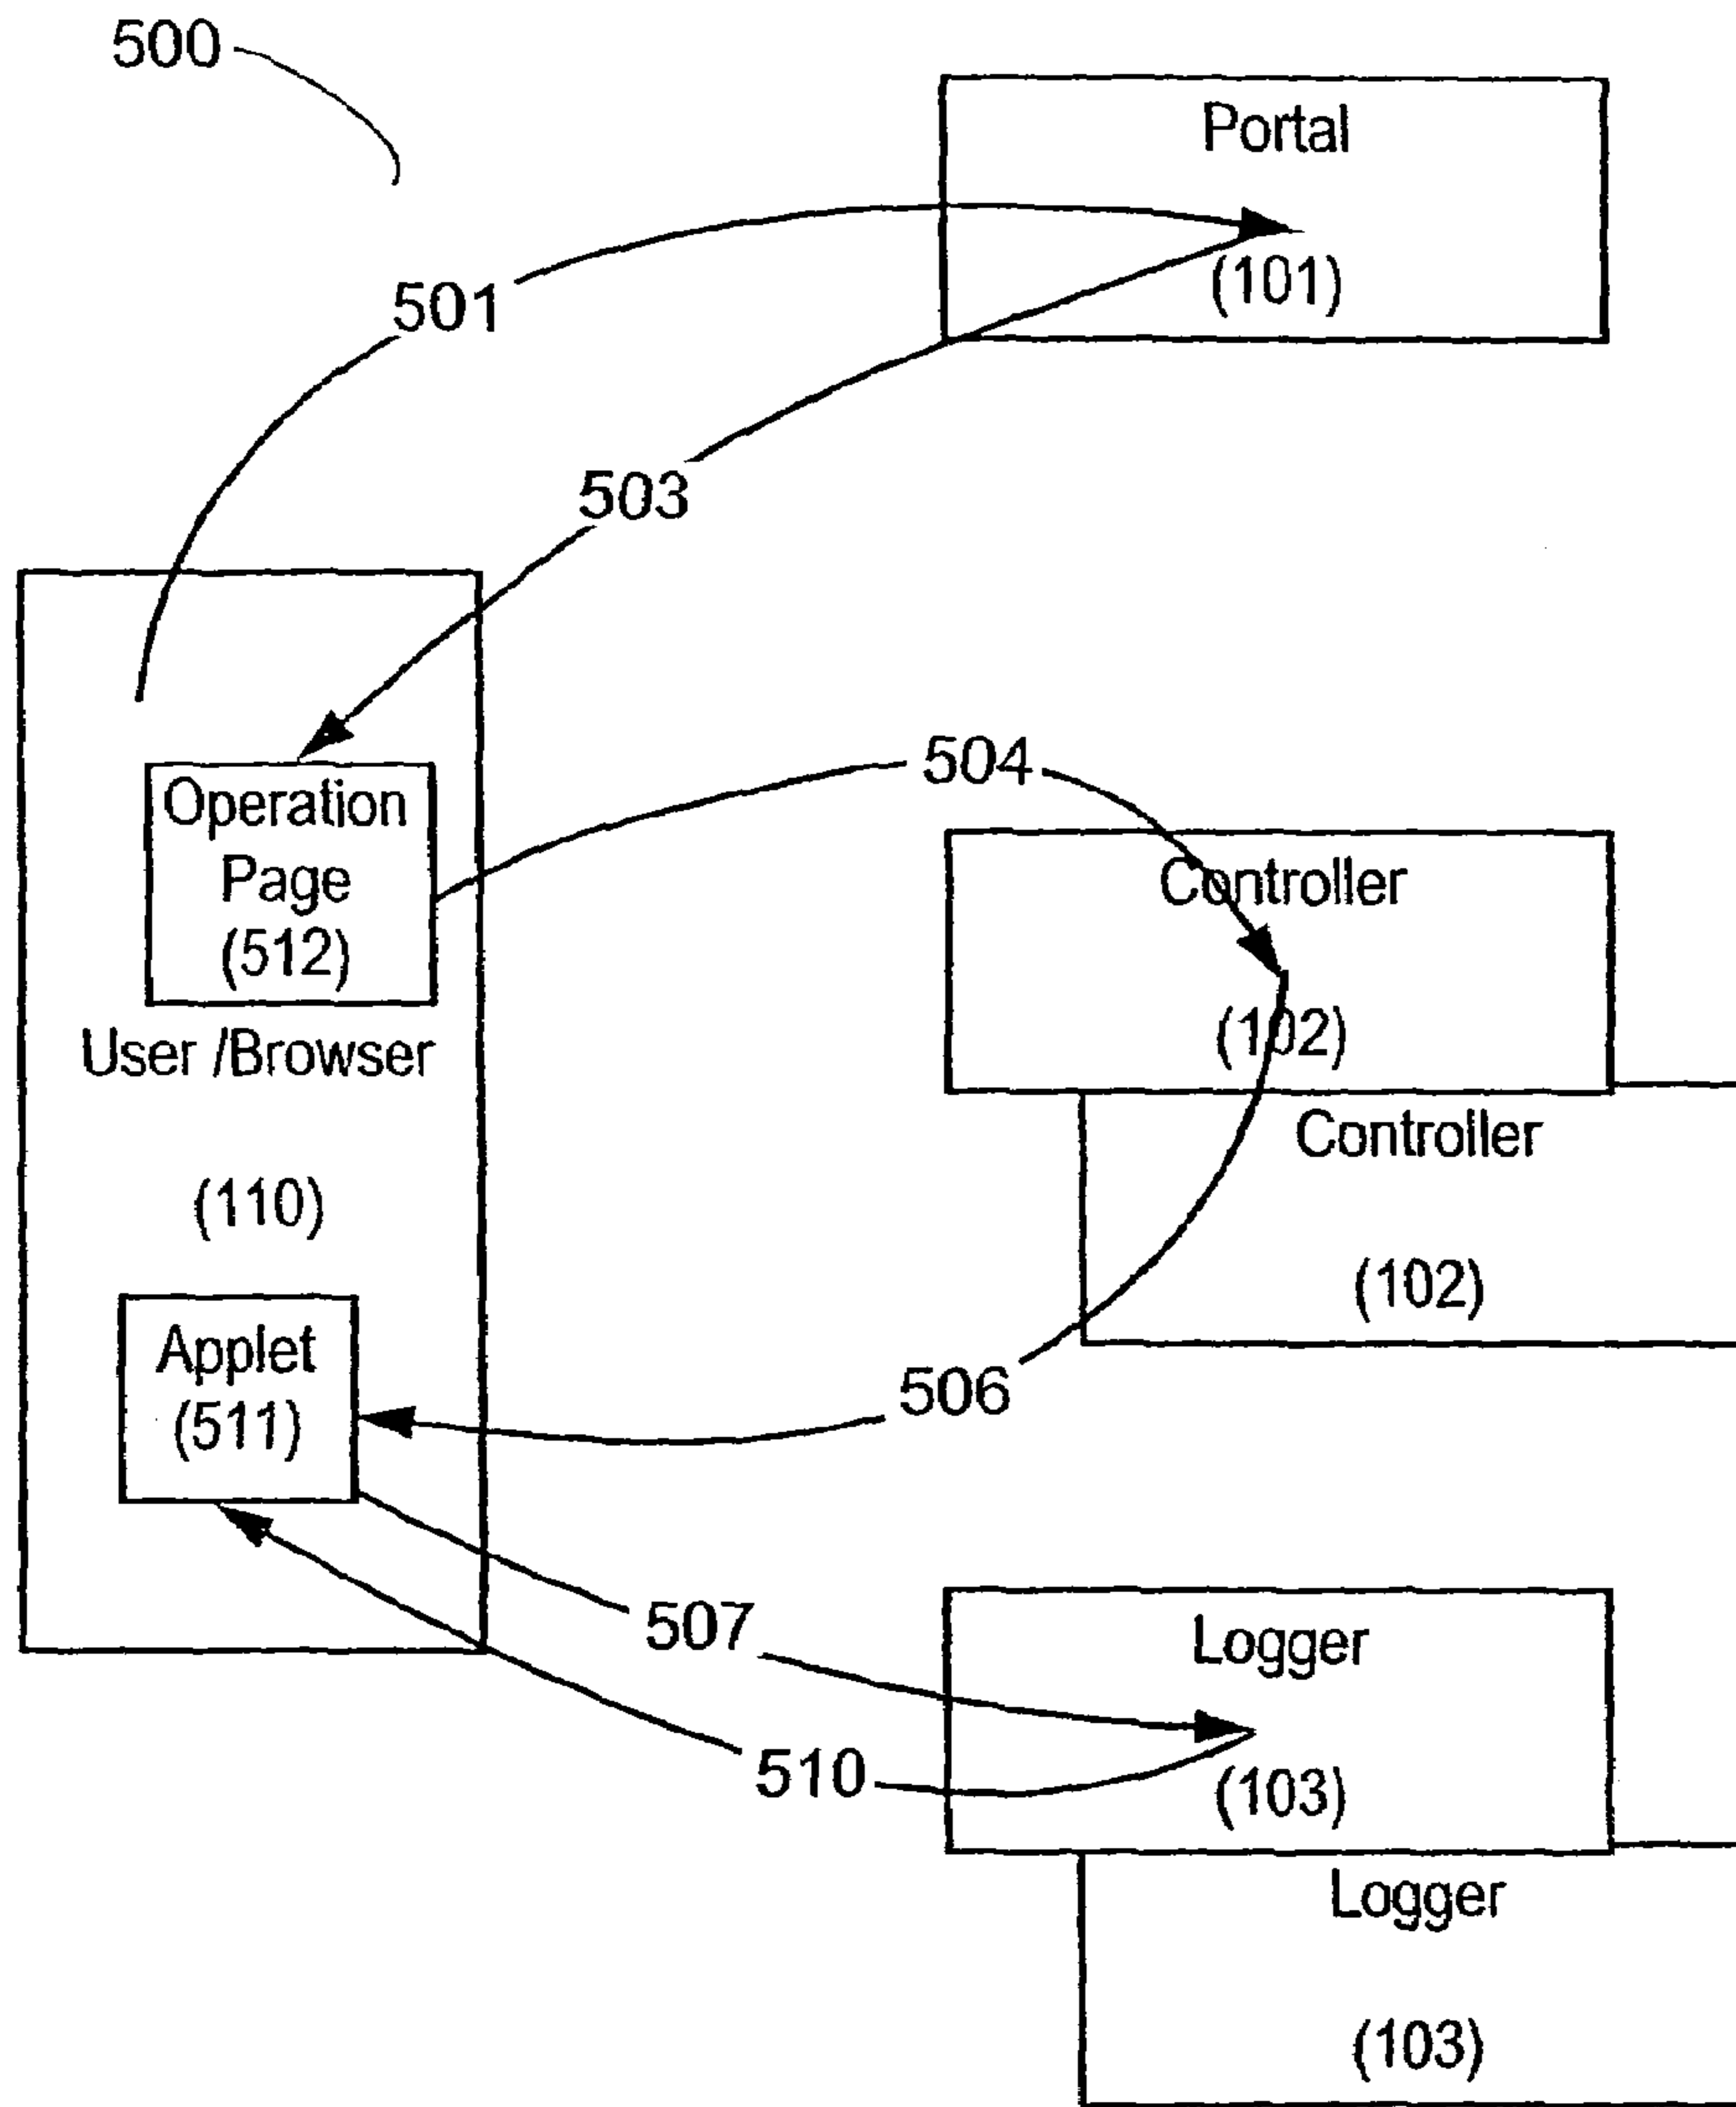 500
Portal
(101)
501
503
Operation
Page
(512)
504
User /Browser
(110)
Controller
(102)
Controller
(102)
Applet
(511)
506
507
510
Logger
(103)
Logger
(103)